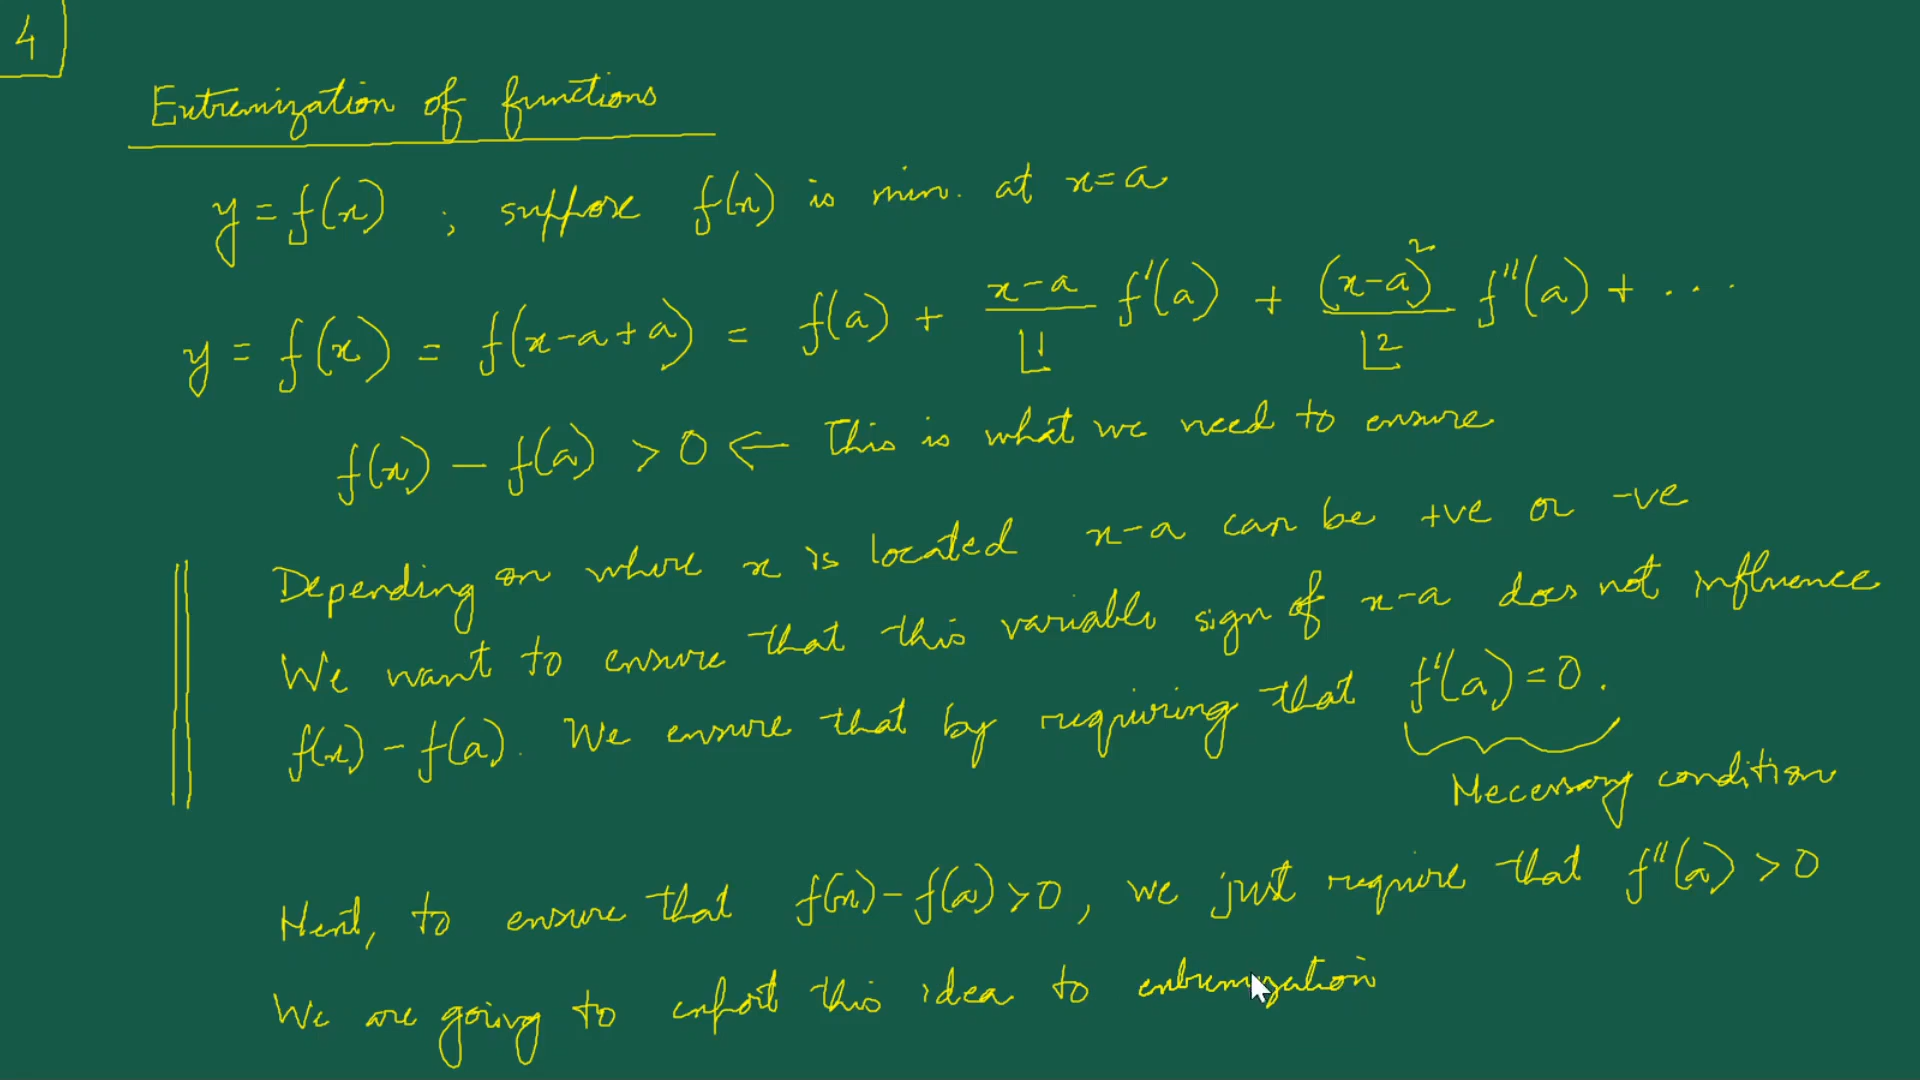 4
Extremization of functions
y = f(x) ; suppose f(x) is min. at x=a
y = f(x) = f(x-a+a) = f(a) + \frac{x-a}{⌊1} f'(a) + \frac{(x-a)^2}{⌊2} f''(a) + ....
f(x) - f(a) > 0 ← This is what we need to ensure
Depending on where x is located x-a can be +ve or -ve
We want to ensure that this variable sign of x-a does not influence
f(x) - f(a). We ensure that by requiring that f'(a) = 0.
Necessary condition
Next, to ensure that f(x) - f(a) > 0, we just require that f''(a) > 0
We are going to export this idea to extremization